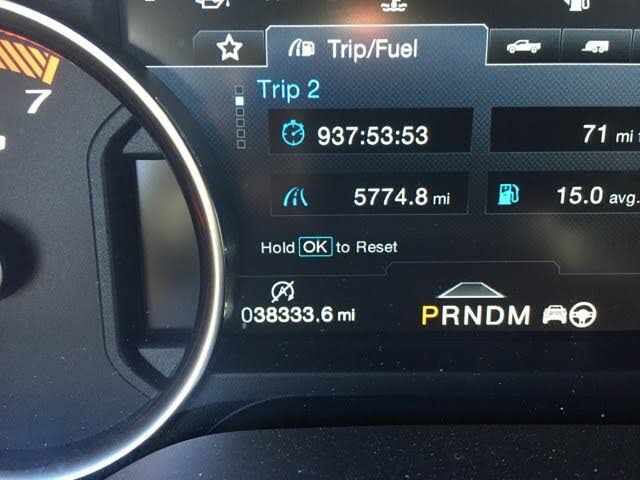 Trip/Fuel
7
Trip 2
937:53:53
71 mi
5774.8 mi
15.0 avg.
Hold OK to Reset
038333.6 mi
PRNDM